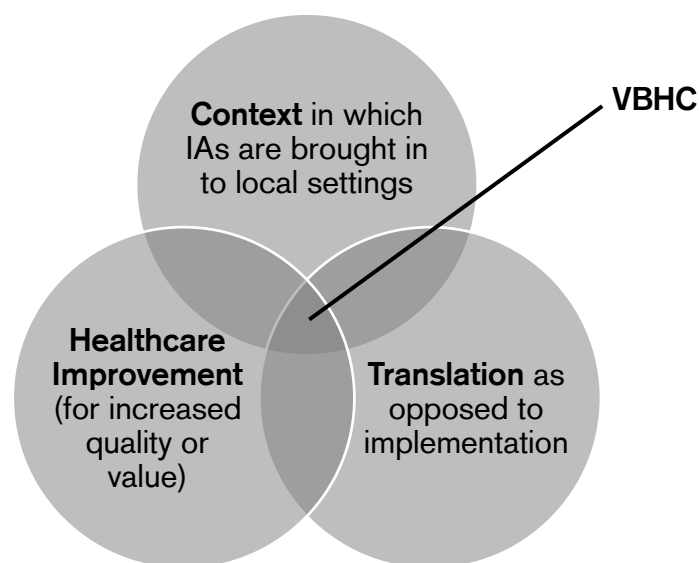 VBHC
Context in which
IAs are brought in
to local settings
Healthcare
Improvement
(for increased
quality or
value)
Translation as
opposed to
implementation